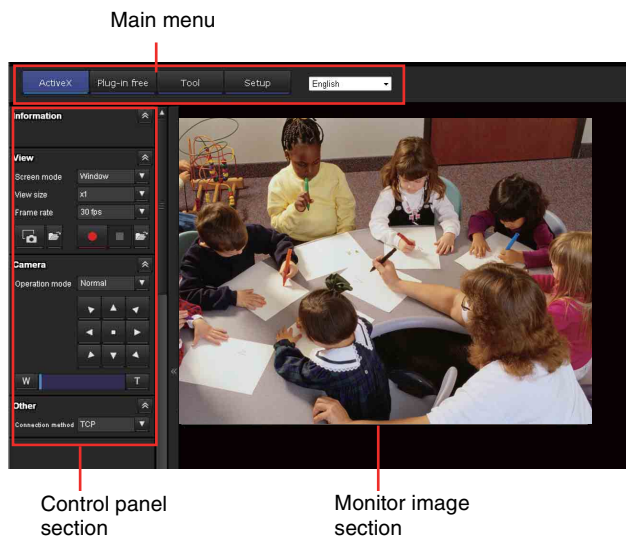 Main menu
ActiveX Plug-in free Tool Setup English
Information
View
Screen mode Window
View size x1
Frame rate 30 fps
Camera
Operation mode Normal
W T
Other
Connection method TCP
Control panel
section
Monitor image
section